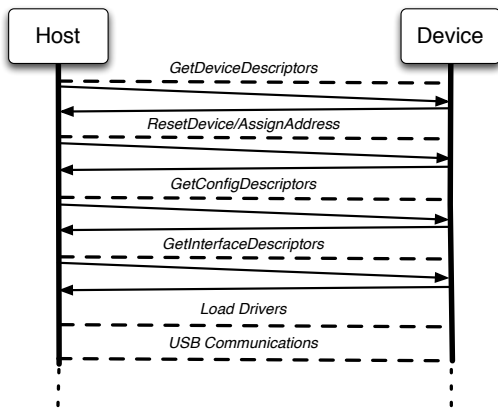 Host
Device
GetDeviceDescriptors
ResetDevice/AssignAddress
GetConfigDescriptors
GetInterfaceDescriptors
Load Drivers
USB Communications